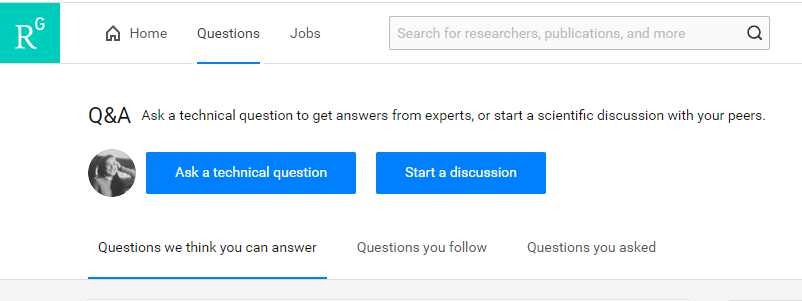 RG
Home Questions Jobs Search for researchers, publications, and more
Q&A Ask a technical question to get answers from experts, or start a scientific discussion with your peers.
Ask a technical question Start a discussion
Questions we think you can answer Questions you follow Questions you asked